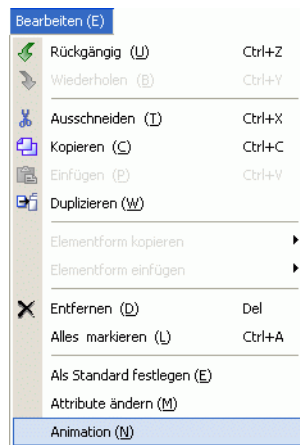 Bearbeiten (E)
Rückgängig (U) Ctrl+Z
Wiederholen (B) Ctrl+Y
Ausschneiden (T) Ctrl+X
Kopieren (C) Ctrl+C
Einfügen (P) Ctrl+V
Duplizieren (W)
Elementform kopieren
Elementform einfügen
Entfernen (D) Del
Alles markieren (L) Ctrl+A
Als Standard festlegen (E)
Attribute ändern (M)
Animation (N)